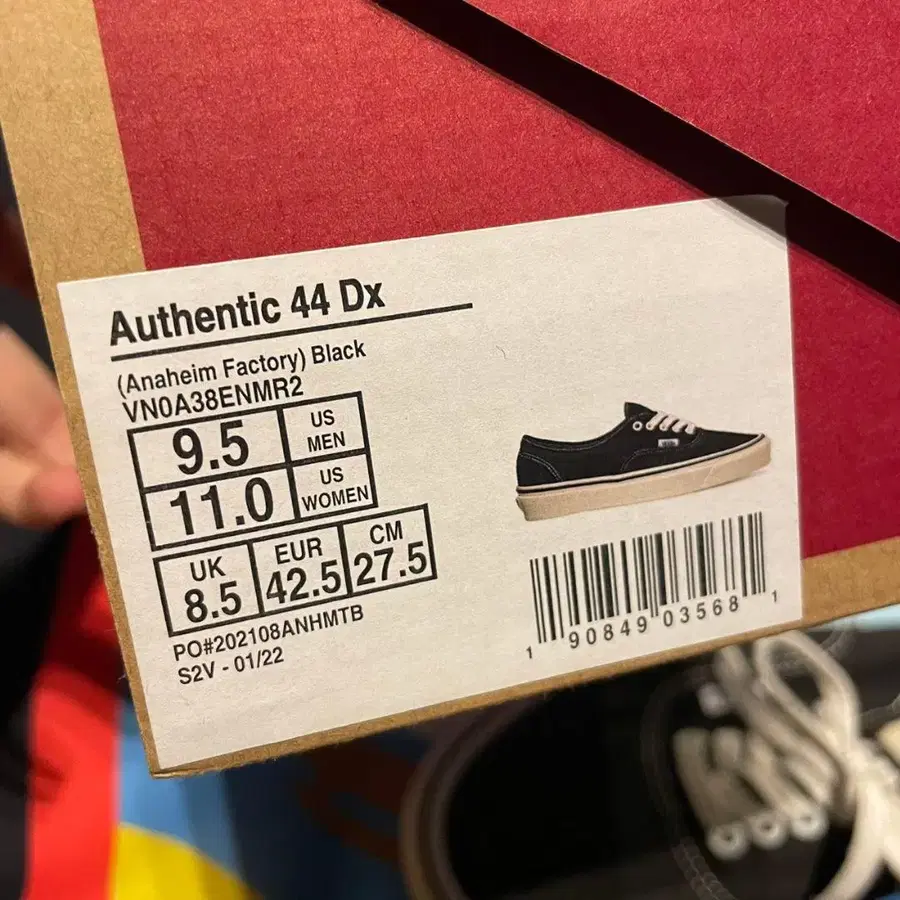 Authentic 44 Dx
(Anaheim Factory) Black
VN0A38ENMR2
9.5 US MEN
11.0 US WOMEN
UK 8.5 EUR 42.5 CM 27.5
PO#202108ANHMTB
S2V - 01/22
1 90849 03568 1